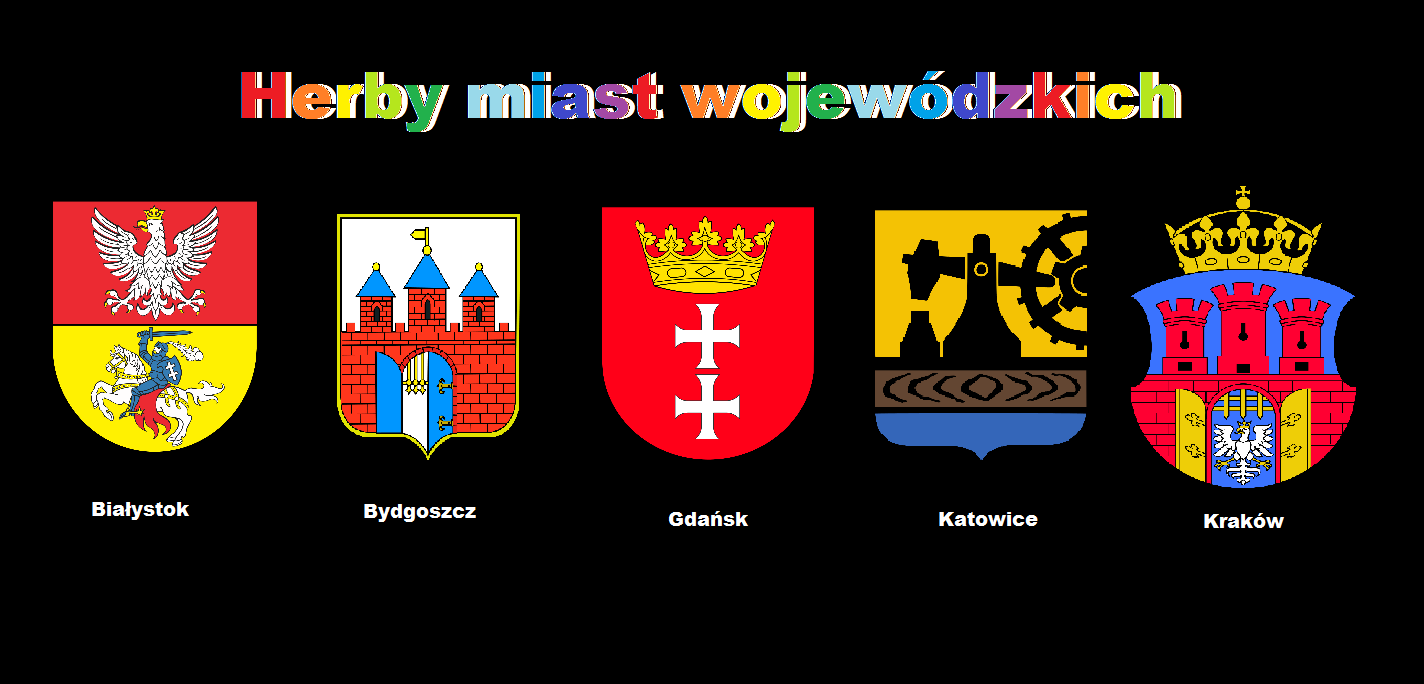 Herby miast wojewódzkich
Białystok
Bydgoszcz
Gdańsk
Katowice
Kraków